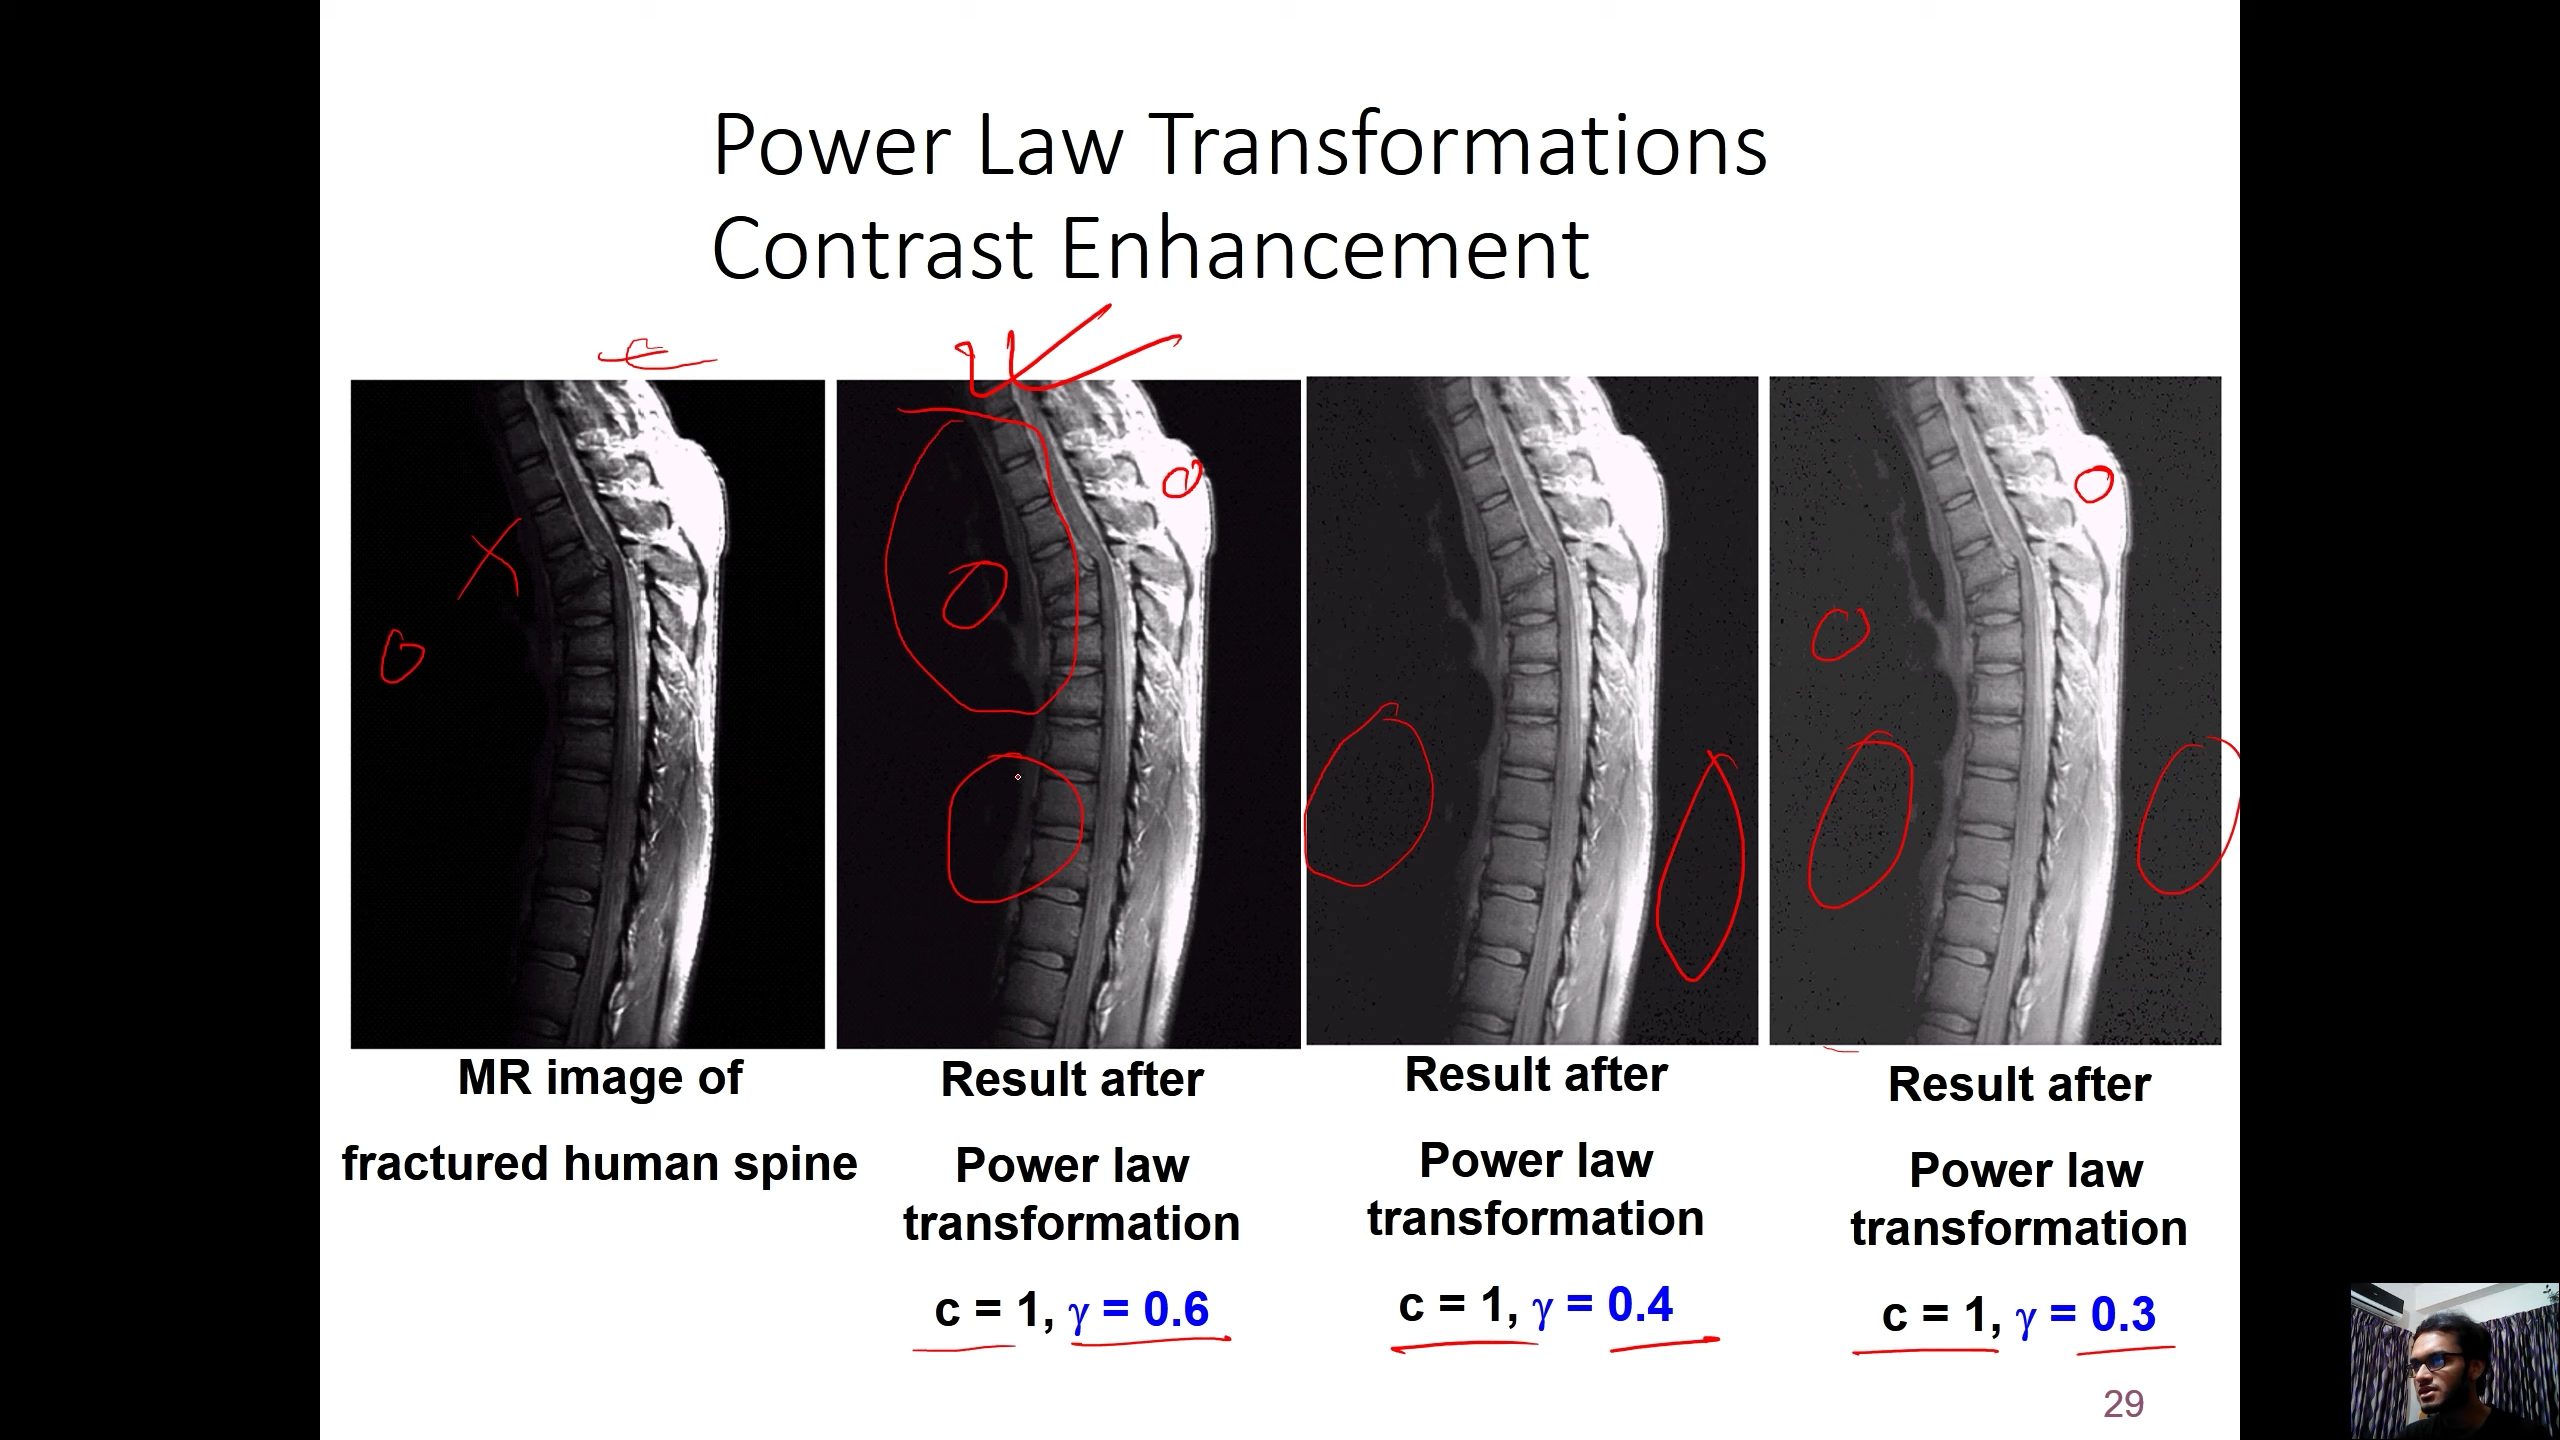 Power Law Transformations
Contrast Enhancement
MR image of
fractured human spine
Result after
Power law
transformation
c = 1, γ = 0.6
Result after
Power law
transformation
c = 1, γ = 0.4
Result after
Power law
transformation
c = 1, γ = 0.3
29